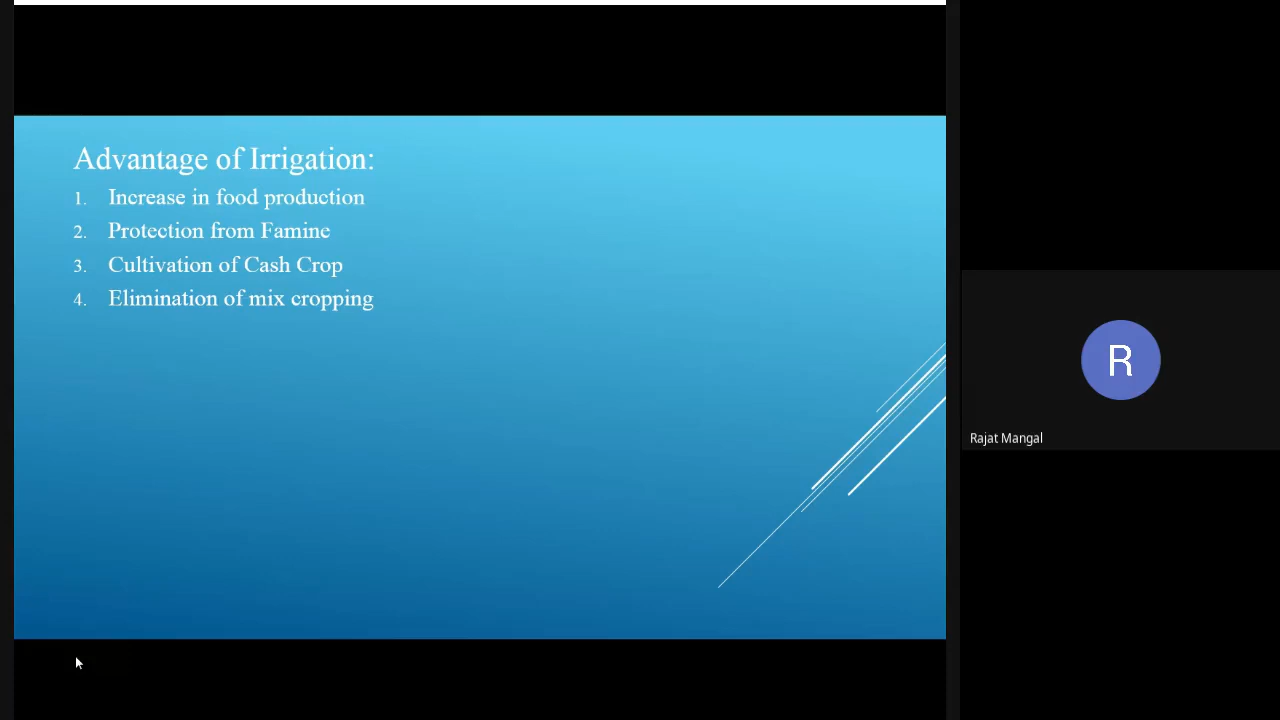 Advantage of Irrigation:
1. Increase in food production
2. Protection from Famine
3. Cultivation of Cash Crop
4. Elimination of mix cropping
R
Rajat Mangal